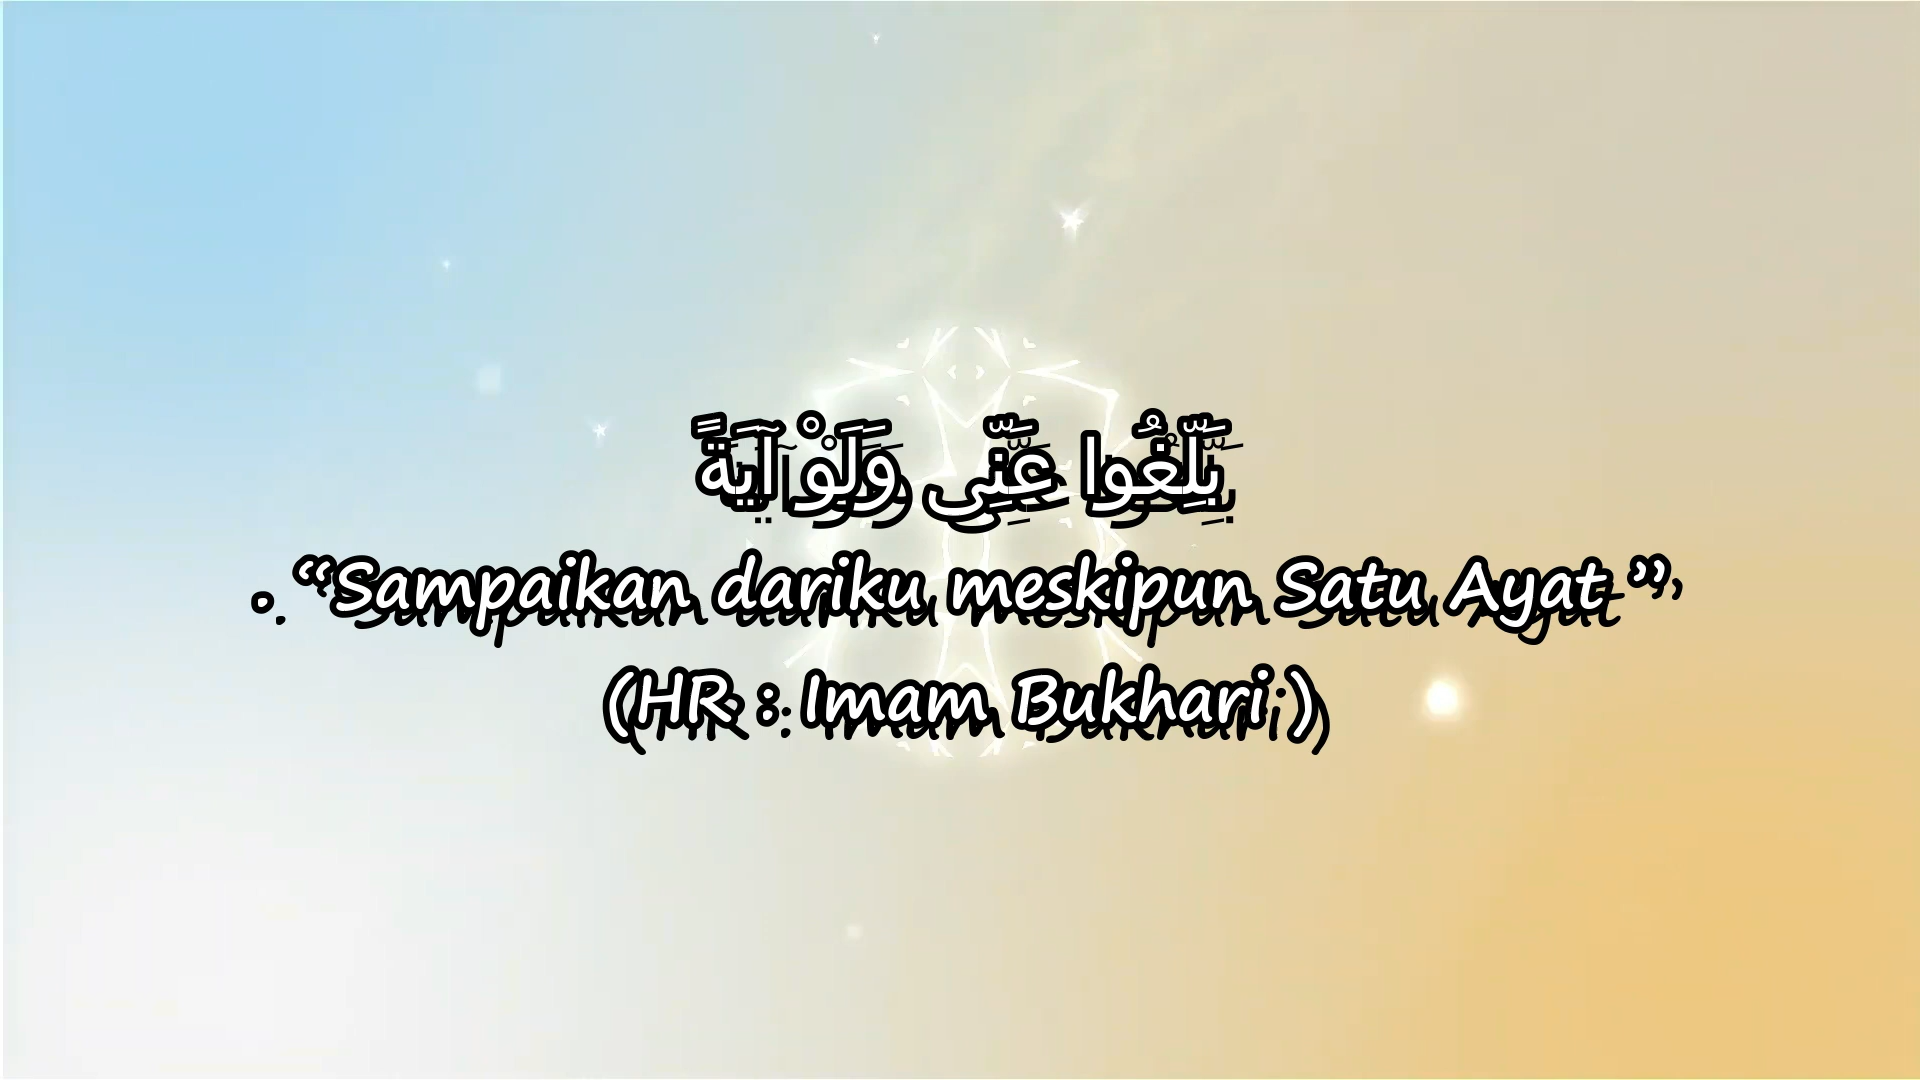 بَلِّغُوا عَنِّى وَلَوْ آيَةً
. “Sampaikan dariku meskipun Satu Ayat ”
(HR : Imam Bukhari )